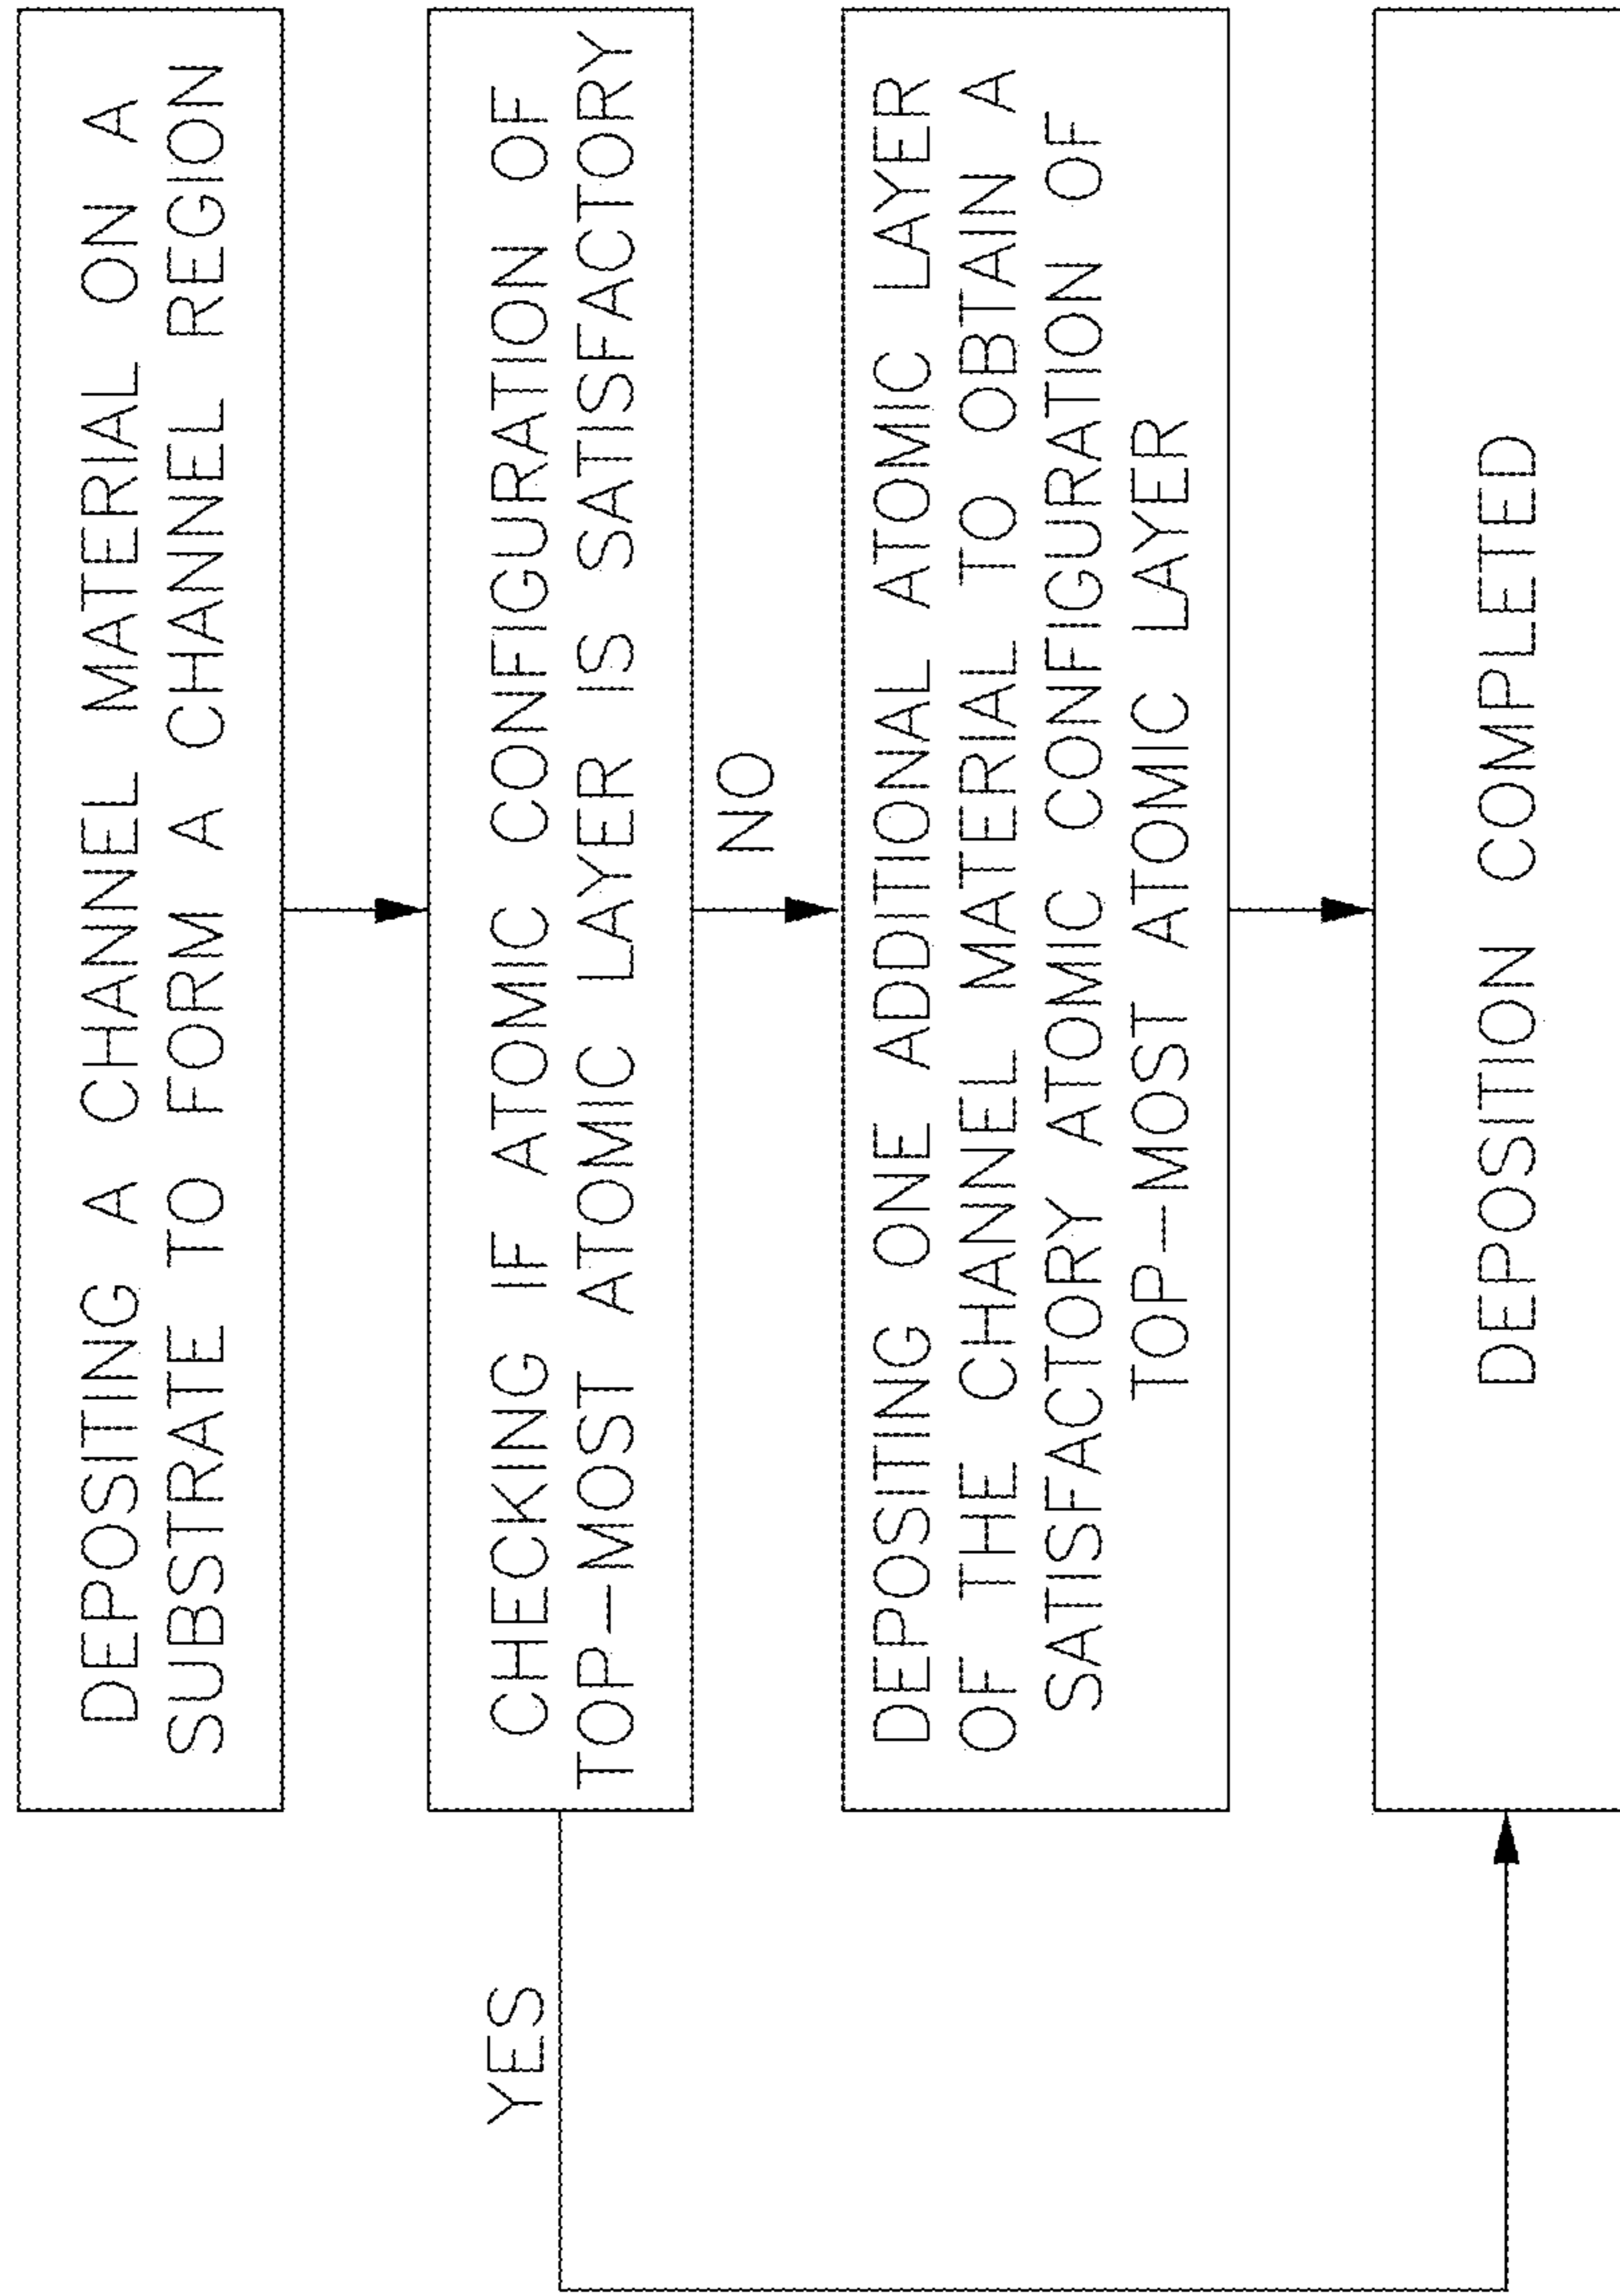 DEPOSITING A CHANNEL MATERIAL ON A
SUBSTRATE TO FORM A CHANNEL REGION
CHECKING IF ATOMIC CONFIGURATION OF
TOP-MOST ATOMIC LAYER IS SATISFACTORY
YES
NO
DEPOSITING ONE ADDITIONAL ATOMIC LAYER
OF THE CHANNEL MATERIAL TO OBTAIN A
SATISFACTORY ATOMIC CONFIGURATION OF
TOP-MOST ATOMIC LAYER
DEPOSITION COMPLETED